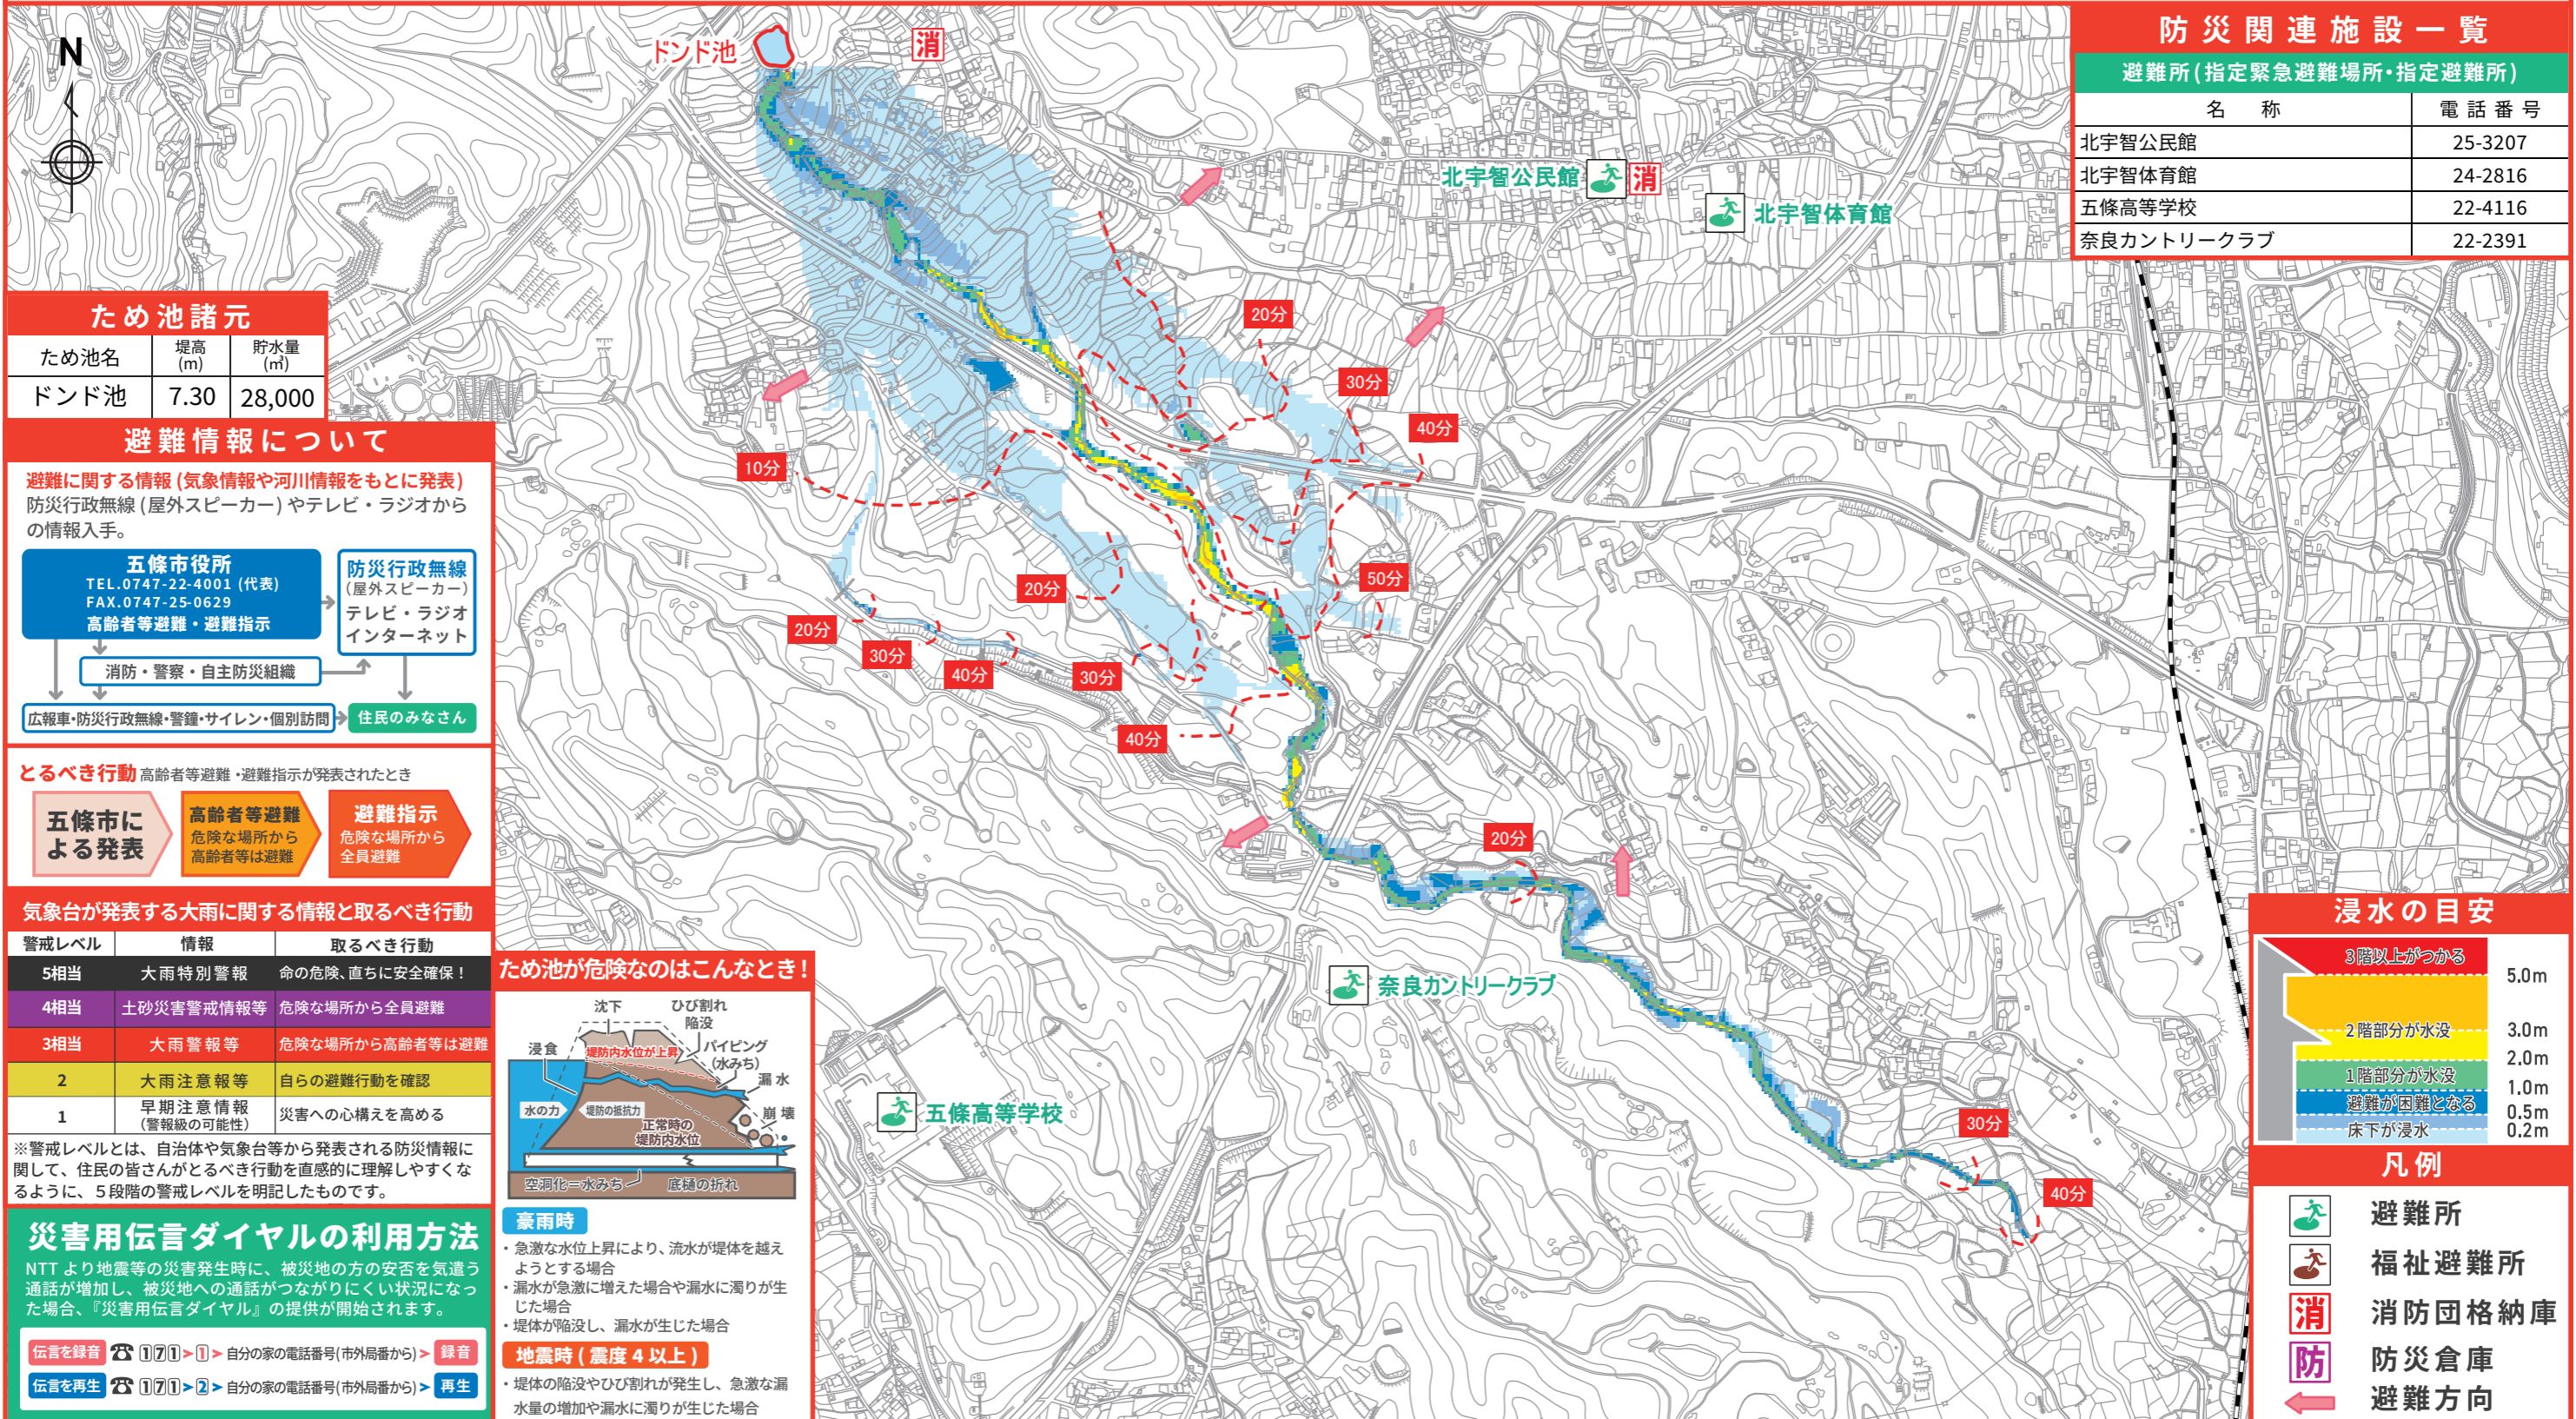 防災関連施設一覧
避難所(指定緊急避難場所・指定避難所)
名　称　電話番号
北宇智公民館　25-3207
北宇智体育館　24-2816
五條高等学校　22-4116
奈良カントリークラブ　22-2391
N
ドンド池
消
北宇智公民館
消
北宇智体育館
20分
30分
40分
10分
50分
20分
20分
30分
40分
30分
40分
20分
奈良カントリークラブ
五條高等学校
30分
40分
ため池諸元
ため池名　堤高(m)　貯水量(㎥)
ドンド池　7.30　28,000
避難情報について
避難に関する情報(気象情報や河川情報をもとに発表)
防災行政無線(屋外スピーカー)やテレビ・ラジオから
の情報入手。
五條市役所
TEL.0747-22-4001 (代表)
FAX.0747-25-0629
高齢者等避難・避難指示
防災行政無線
(屋外スピーカー)
テレビ・ラジオ
インターネット
消防・警察・自主防災組織
広報車・防災行政無線・警鐘・サイレン・個別訪問
住民のみなさん
とるべき行動 高齢者等避難・避難指示が発表されたとき
五條市に
よる発表
高齢者等避難
危険な場所から
高齢者等は避難
避難指示
危険な場所から
全員避難
気象台が発表する大雨に関する情報と取るべき行動
警戒レベル　情報　取るべき行動
5相当　大雨特別警報　命の危険、直ちに安全確保！
4相当　土砂災害警戒情報等　危険な場所から全員避難
3相当　大雨警報等　危険な場所から高齢者等は避難
2　大雨注意報等　自らの避難行動を確認
1　早期注意情報(警報級の可能性)　災害への心構えを高める
※警戒レベルとは、自治体や気象台等から発表される防災情報に
関して、住民の皆さんがとるべき行動を直感的に理解しやすくな
るように、５段階の警戒レベルを明記したものです。
災害用伝言ダイヤルの利用方法
NTTより地震等の災害発生時に、被災地の方の安否を気遣う
通話が増加し、被災地への通話がつながりにくい状況になっ
た場合、『災害用伝言ダイヤル』の提供が開始されます。
伝言を録音 ☎ 171>1> 自分の家の電話番号(市外局番から)> 録音
伝言を再生 ☎ 171>2> 自分の家の電話番号(市外局番から)> 再生
ため池が危険なのはこんなとき！
沈下
ひび割れ
陥没
浸食
堤防内水位が上昇
パイピング
(水みち)
漏水
水の力
堤防の抵抗力
崩壊
正常時の
堤防内水位
空洞化＝水みち
底樋の折れ
豪雨時
・急激な水位上昇により、流水が堤体を越え
ようとする場合
・漏水が急激に増えた場合や漏水に濁りが生
じた場合
・堤体が陥没し、漏水が生じた場合
地震時(震度４以上)
・堤体の陥没やひび割れが発生し、急激な漏
水量の増加や漏水に濁りが生じた場合
浸水の目安
3階以上がつかる
5.0m
2階部分が水没
3.0m
2.0m
1階部分が水没
1.0m
避難が困難となる
0.5m
床下が浸水
0.2m
凡例
避難所
福祉避難所
消 消防団格納庫
防 防災倉庫
避難方向